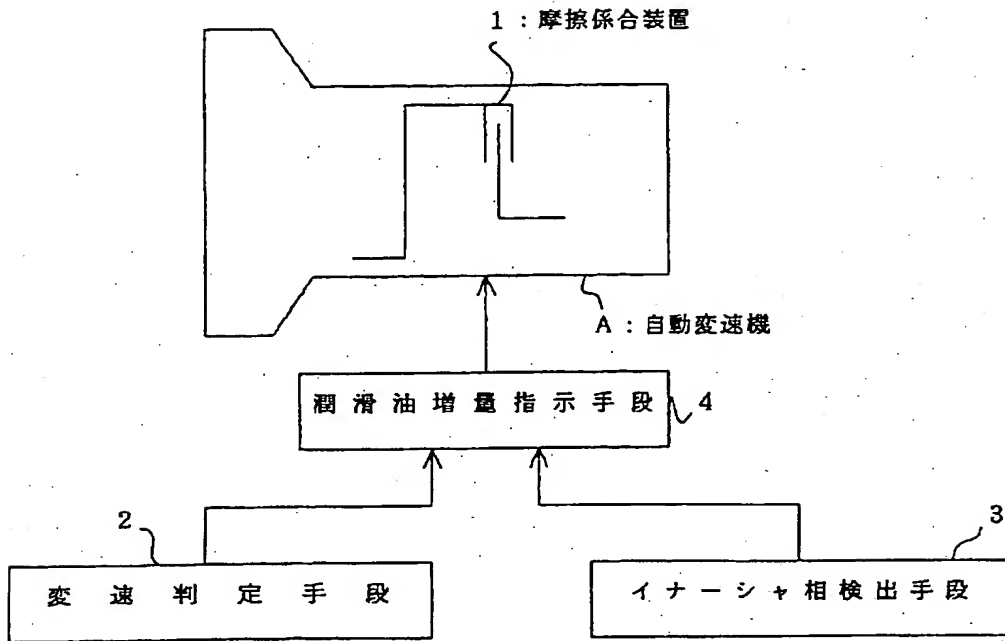 1：摩擦係合装置
A：自動変速機
潤滑油増量指示手段
4
2
3
変速判定手段
イナーシャ相検出手段